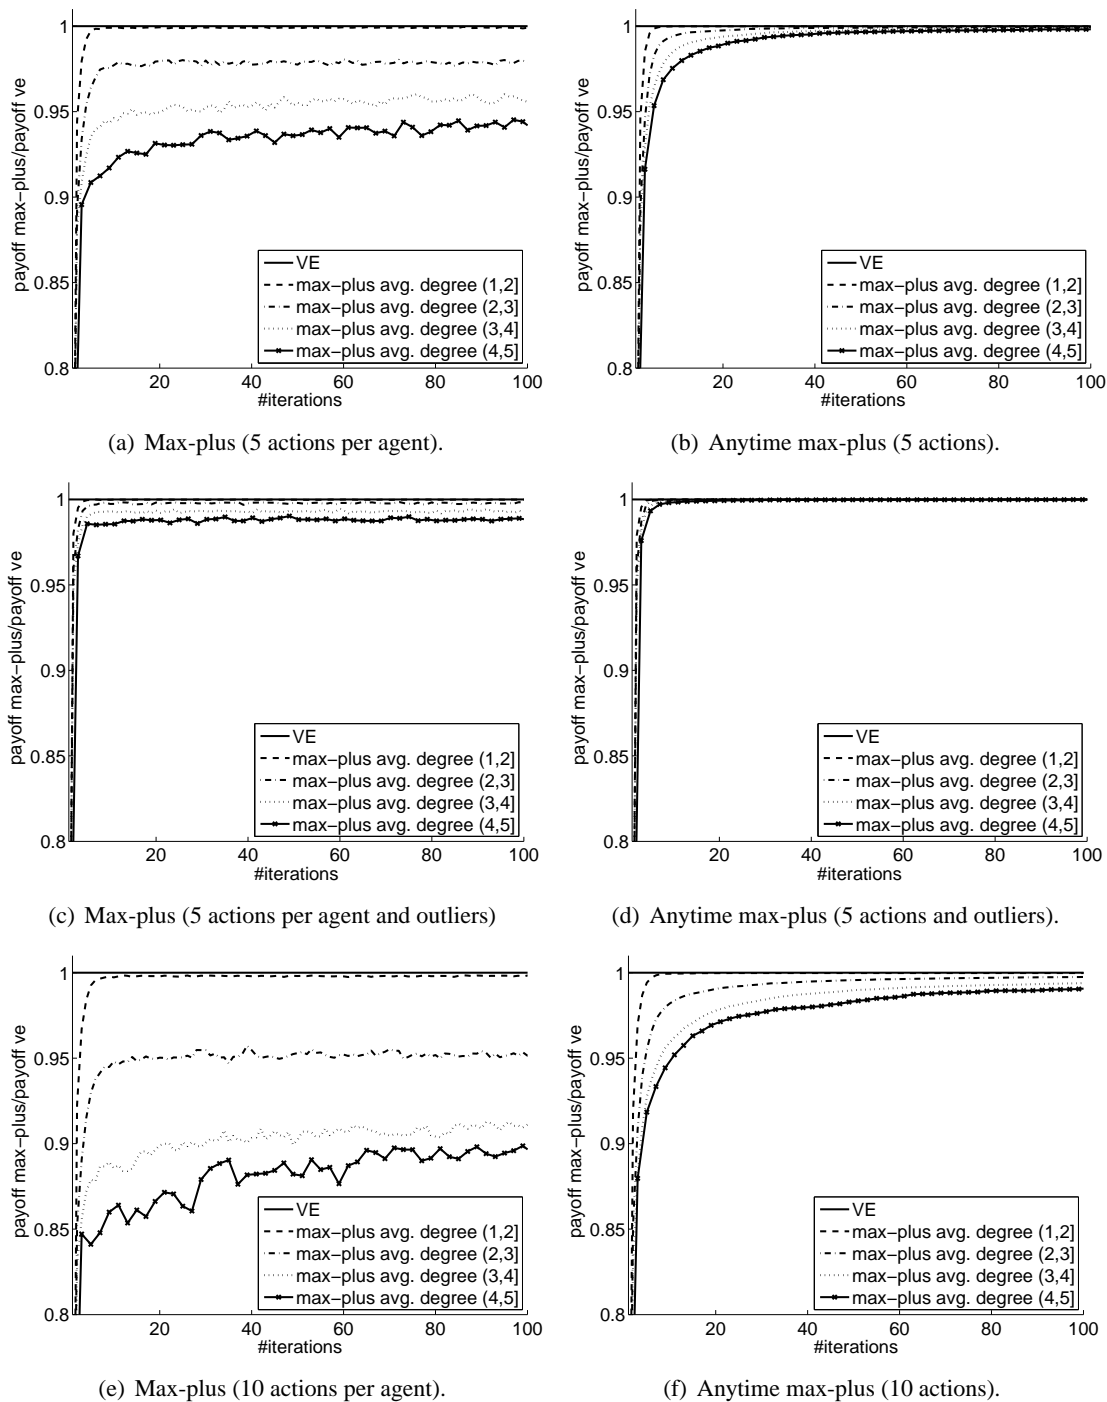 1
0.95
0.9
0.85
0.8
payoff max−plus/payoff ve
VE
max−plus avg. degree (1,2]
max−plus avg. degree (2,3]
max−plus avg. degree (3,4]
max−plus avg. degree (4,5]
20 40 60 80 100
#iterations
(a) Max-plus (5 actions per agent).
1
0.95
0.9
0.85
0.8
payoff max−plus/payoff ve
VE
max−plus avg. degree (1,2]
max−plus avg. degree (2,3]
max−plus avg. degree (3,4]
max−plus avg. degree (4,5]
20 40 60 80 100
#iterations
(b) Anytime max-plus (5 actions).
1
0.95
0.9
0.85
0.8
payoff max−plus/payoff ve
VE
max−plus avg. degree (1,2]
max−plus avg. degree (2,3]
max−plus avg. degree (3,4]
max−plus avg. degree (4,5]
20 40 60 80 100
#iterations
(c) Max-plus (5 actions per agent and outliers)
1
0.95
0.9
0.85
0.8
payoff max−plus/payoff ve
VE
max−plus avg. degree (1,2]
max−plus avg. degree (2,3]
max−plus avg. degree (3,4]
max−plus avg. degree (4,5]
20 40 60 80 100
#iterations
(d) Anytime max-plus (5 actions and outliers).
1
0.95
0.9
0.85
0.8
payoff max−plus/payoff ve
VE
max−plus avg. degree (1,2]
max−plus avg. degree (2,3]
max−plus avg. degree (3,4]
max−plus avg. degree (4,5]
20 40 60 80 100
#iterations
(e) Max-plus (10 actions per agent).
1
0.95
0.9
0.85
0.8
payoff max−plus/payoff ve
VE
max−plus avg. degree (1,2]
max−plus avg. degree (2,3]
max−plus avg. degree (3,4]
max−plus avg. degree (4,5]
20 40 60 80 100
#iterations
(f) Anytime max-plus (10 actions).